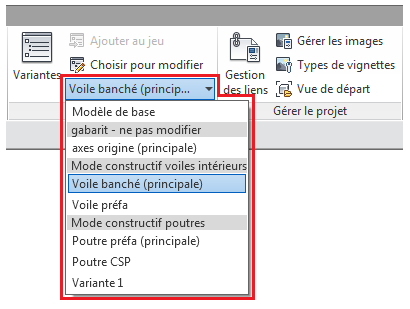 Ajouter au jeu
Choisir pour modifier
Variantes
Voile banché (princip...
Gestion
des liens
Gérer les images
Types de vignettes
Vue de départ
Gérer le projet
Modèle de base
gabarit - ne pas modifier
axes origine (principale)
Mode constructif voiles intérieurs
Voile banché (principale)
Voile préfa
Mode constructif poutres
Poutre préfa (principale)
Poutre CSP
Variante 1